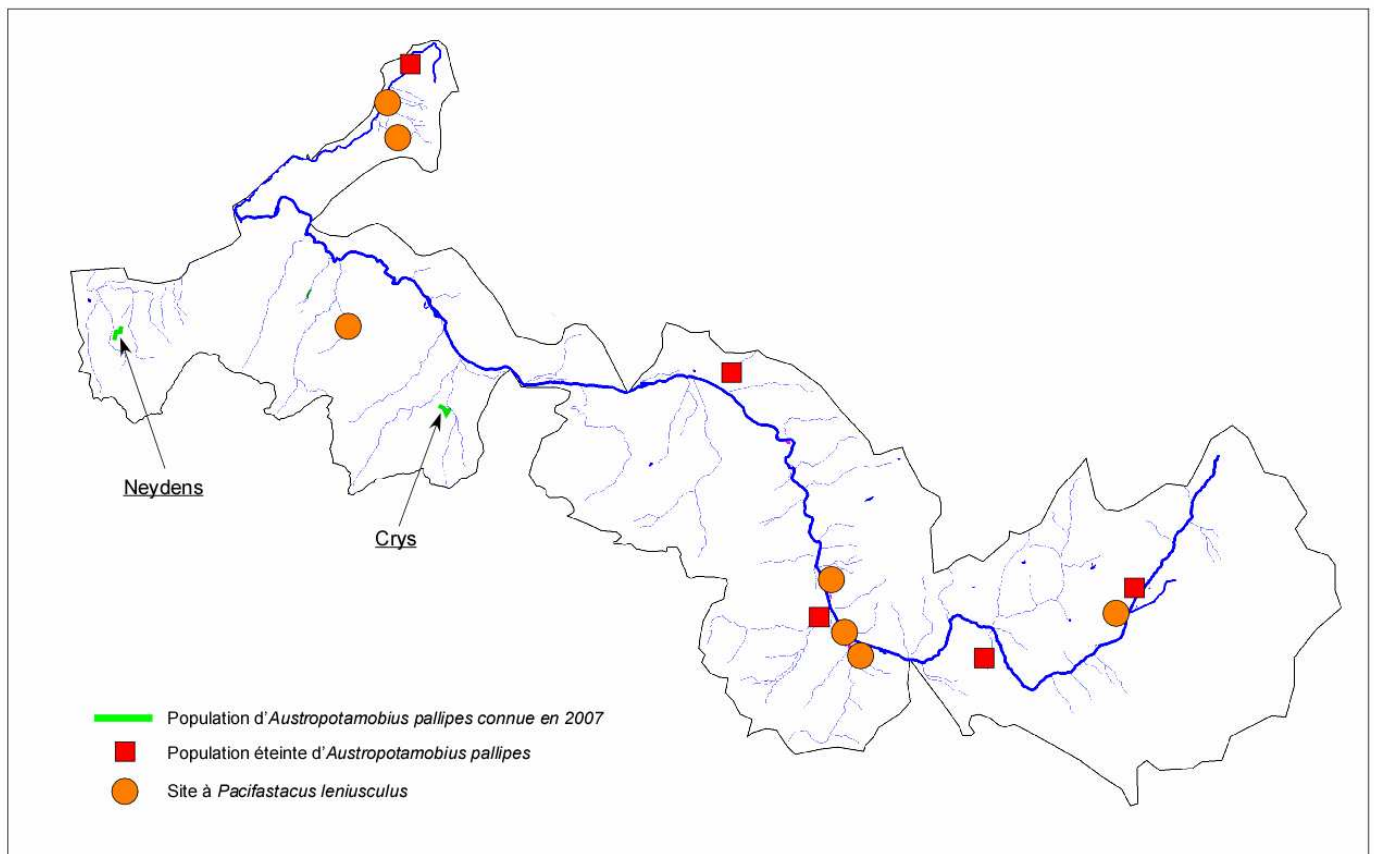 Neydens
Crys
Population d'Austropotamobius pallipes connue en 2007
Population éteinte d'Austropotamobius pallipes
Site à Pacifastacus leniusculus